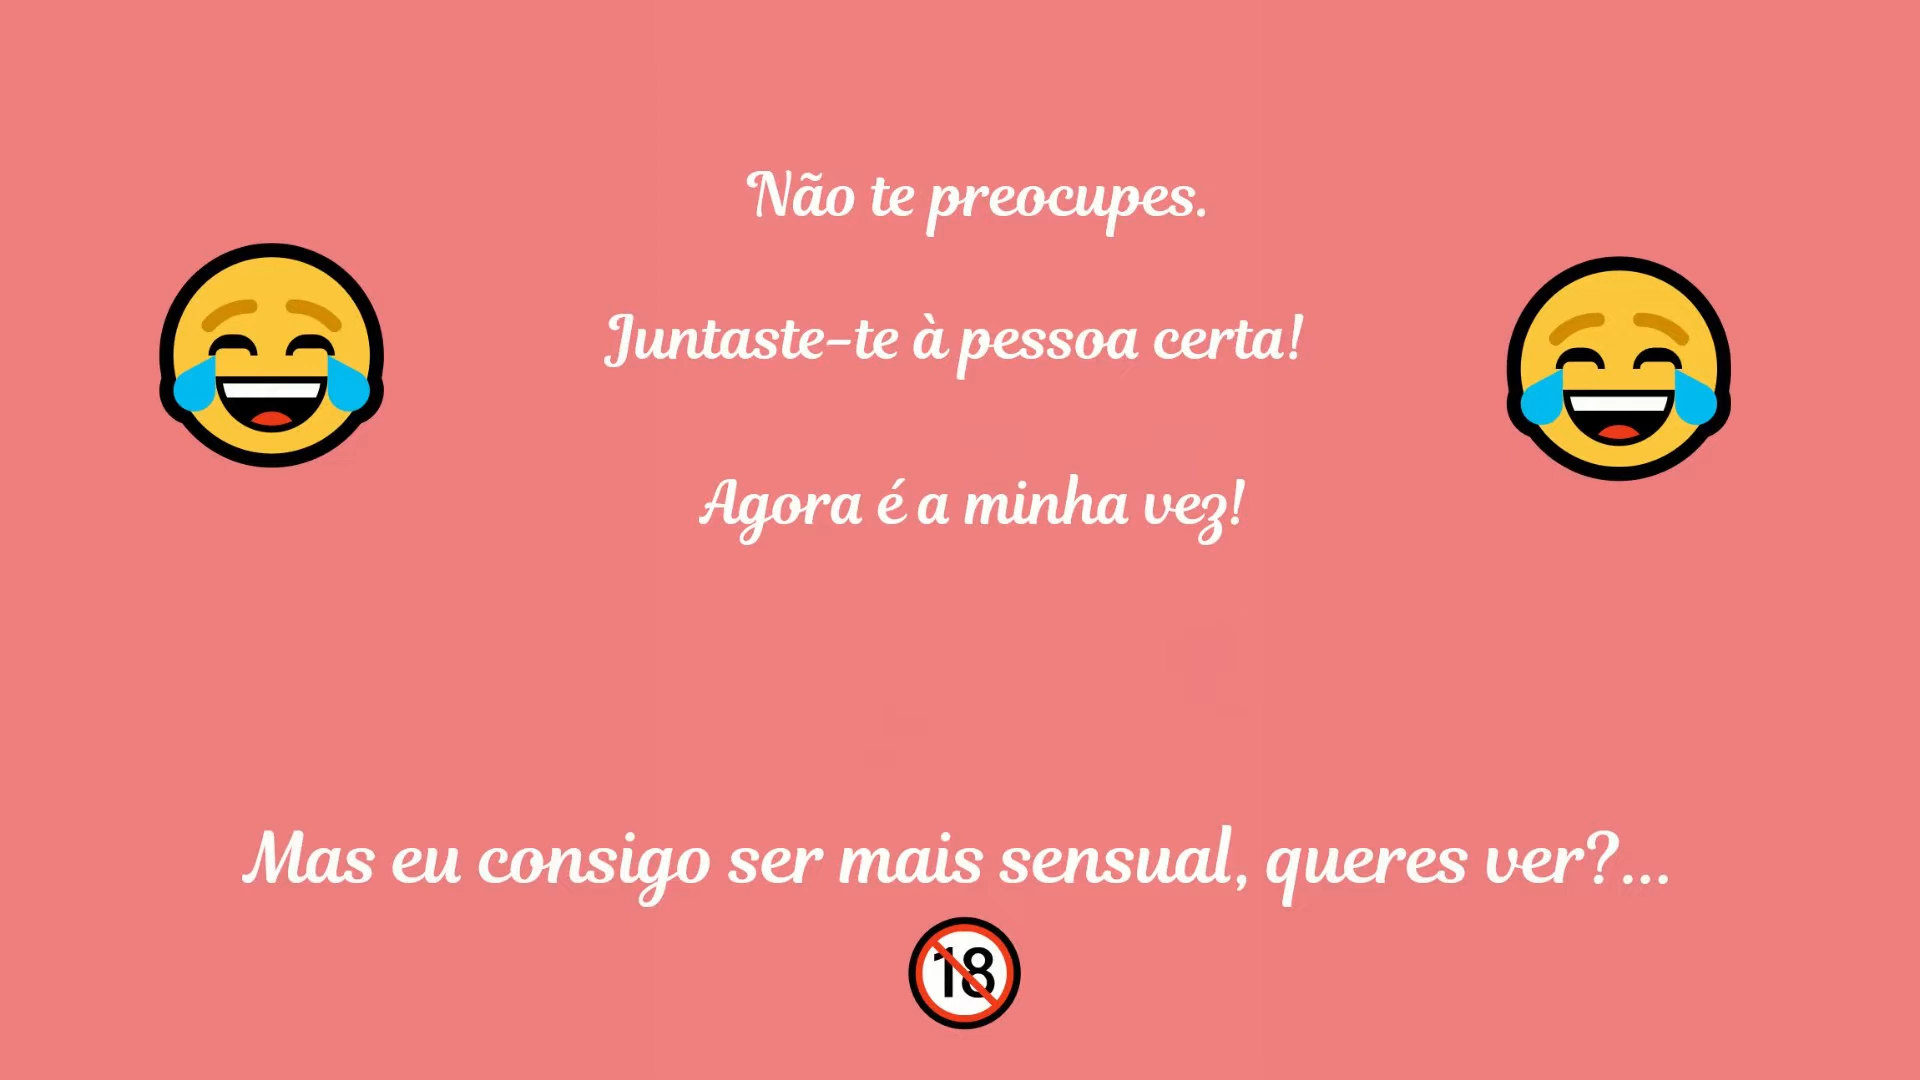 Não te preocupes.
Juntaste-te à pessoa certa!
Agora é a minha vez!
Mas eu consigo ser mais sensual, queres ver?...
18